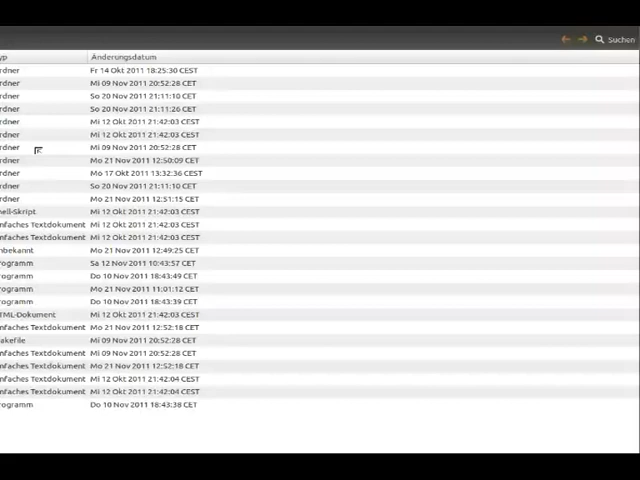 Suchen
yp Änderungsdatum
rdner Fr 14 Okt 2011 18:25:30 CEST
rdner Mi 09 Nov 2011 20:52:28 CET
rdner So 20 Nov 2011 21:11:10 CET
rdner So 20 Nov 2011 21:11:26 CET
rdner Mi 12 Okt 2011 21:42:03 CEST
rdner Mi 12 Okt 2011 21:42:03 CEST
rdner Mi 09 Nov 2011 20:52:28 CET
rdner Mo 21 Nov 2011 12:50:09 CET
rdner Mo 17 Okt 2011 13:32:36 CEST
rdner So 20 Nov 2011 21:11:10 CET
rdner Mo 21 Nov 2011 12:51:15 CET
hell-Skript Mi 12 Okt 2011 21:42:03 CEST
nfaches Textdokument Mi 12 Okt 2011 21:42:03 CEST
nfaches Textdokument Mi 12 Okt 2011 21:42:03 CEST
nbekannt Mo 21 Nov 2011 12:49:25 CET
rogramm Sa 12 Nov 2011 10:43:57 CET
rogramm Do 10 Nov 2011 18:43:49 CET
rogramm Mo 21 Nov 2011 11:01:12 CET
rogramm Do 10 Nov 2011 18:43:39 CET
TML-Dokument Mi 12 Okt 2011 21:42:03 CEST
nfaches Textdokument Mo 21 Nov 2011 12:52:18 CET
akefile Mi 09 Nov 2011 20:52:28 CET
nfaches Textdokument Mi 09 Nov 2011 20:52:28 CET
nfaches Textdokument Mo 21 Nov 2011 12:52:18 CET
nfaches Textdokument Mi 12 Okt 2011 21:42:04 CEST
nfaches Textdokument Mi 12 Okt 2011 21:42:04 CEST
rogramm Do 10 Nov 2011 18:43:38 CET